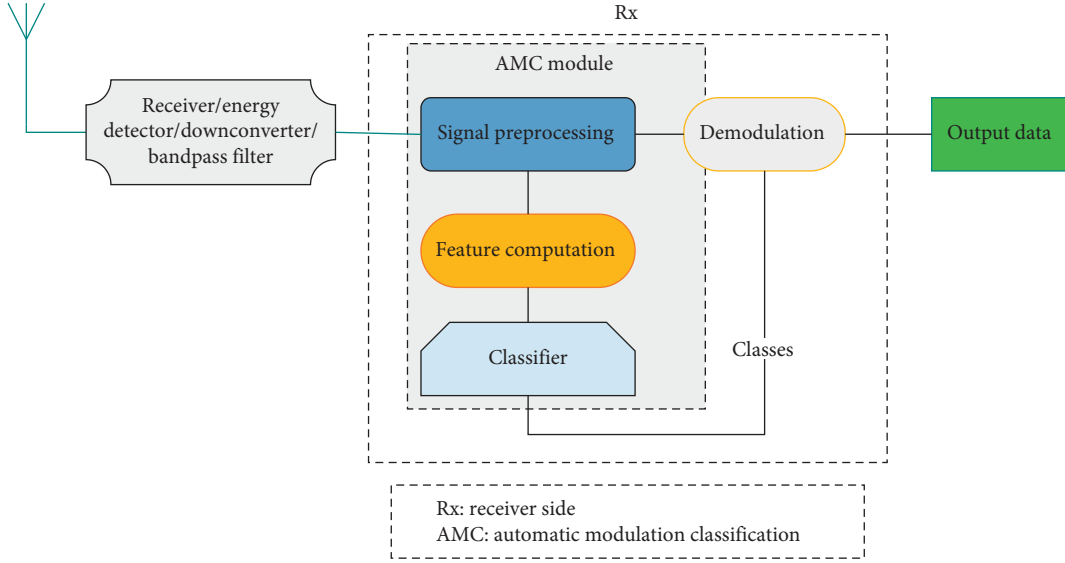 Rx
AMC module
Receiver/energy
detector/downconverter/
bandpass filter
Signal preprocessing
Demodulation
Output data
Feature computation
Classifier
Classes
Rx: receiver side
AMC: automatic modulation classification